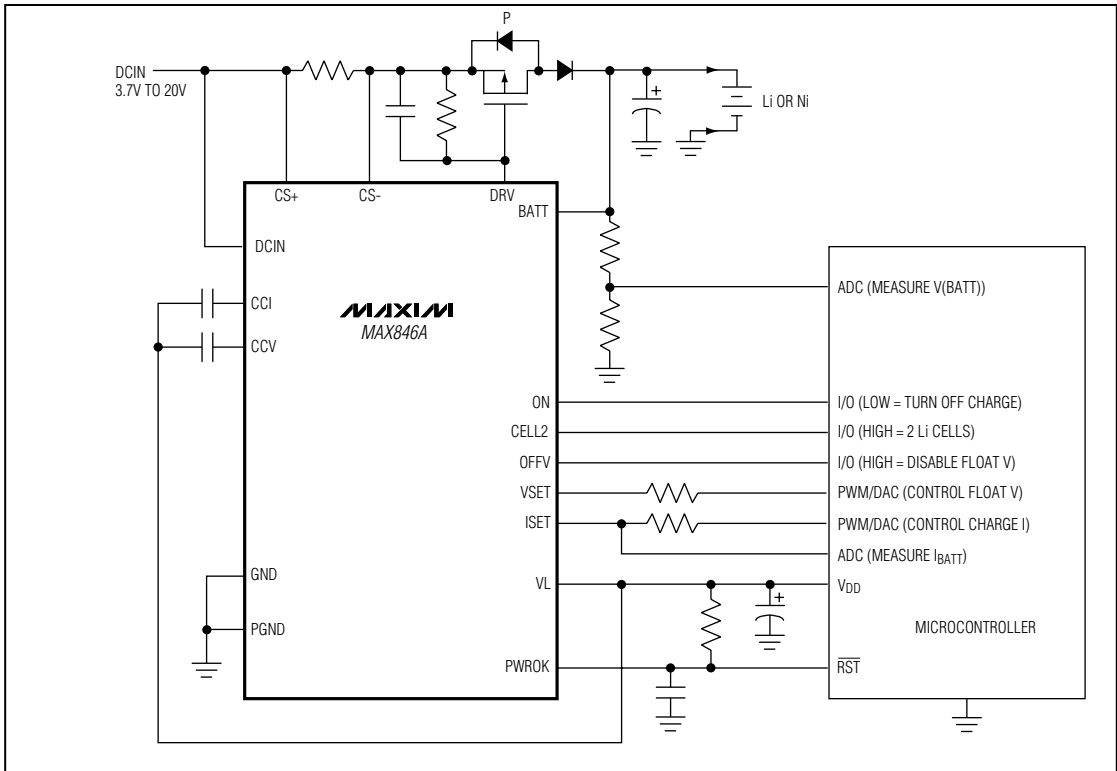 P
DCIN
3.7V TO 20V
+
Li OR Ni
CS+
CS-
DRV
BATT
DCIN
CCI
CCV
MAXIM
MAX846A
ON
CELL2
OFFV
VSET
ISET
VL
PWROK
GND
PGND
ADC (MEASURE V(BATT))
I/O (LOW = TURN OFF CHARGE)
I/O (HIGH = 2 Li CELLS)
I/O (HIGH = DISABLE FLOAT V)
PWM/DAC (CONTROL FLOAT V)
PWM/DAC (CONTROL CHARGE I)
ADC (MEASURE IBATT)
VDD
+
MICROCONTROLLER
RST